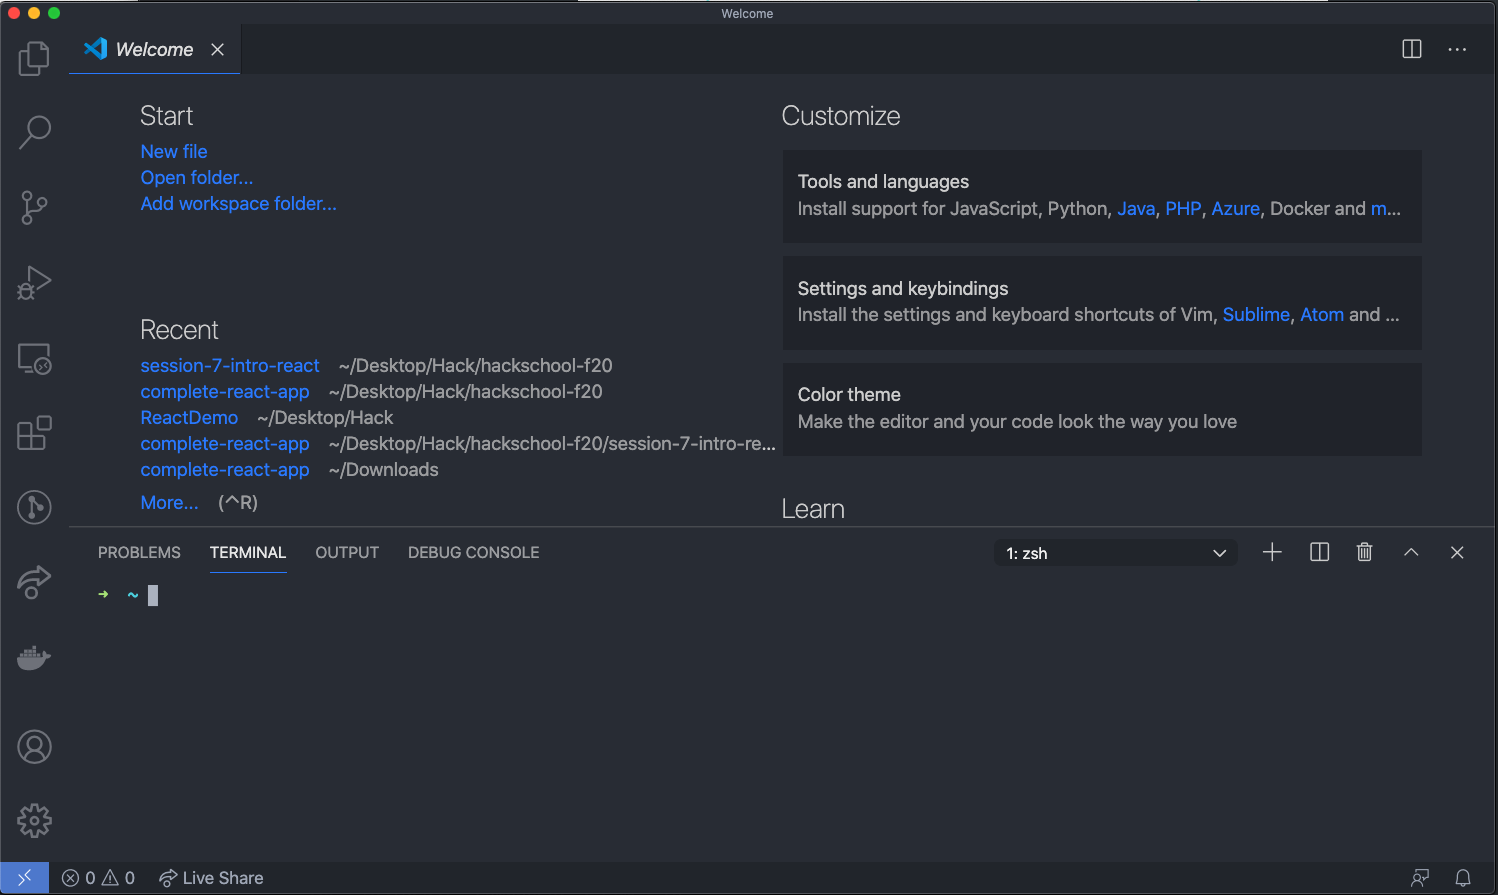 Welcome
Welcome
Start
New file
Open folder...
Add workspace folder...
Recent
session-7-intro-react ~/Desktop/Hack/hackschool-f20
complete-react-app ~/Desktop/Hack/hackschool-f20
ReactDemo ~/Desktop/Hack
complete-react-app ~/Desktop/Hack/hackschool-f20/session-7-intro-re...
complete-react-app ~/Downloads
More... (^R)
Customize
Tools and languages
Install support for JavaScript, Python, Java, PHP, Azure, Docker and m...
Settings and keybindings
Install the settings and keyboard shortcuts of Vim, Sublime, Atom and ...
Color theme
Make the editor and your code look the way you love
Learn
PROBLEMS TERMINAL OUTPUT DEBUG CONSOLE 1: zsh
➜ ~
0 0 Live Share